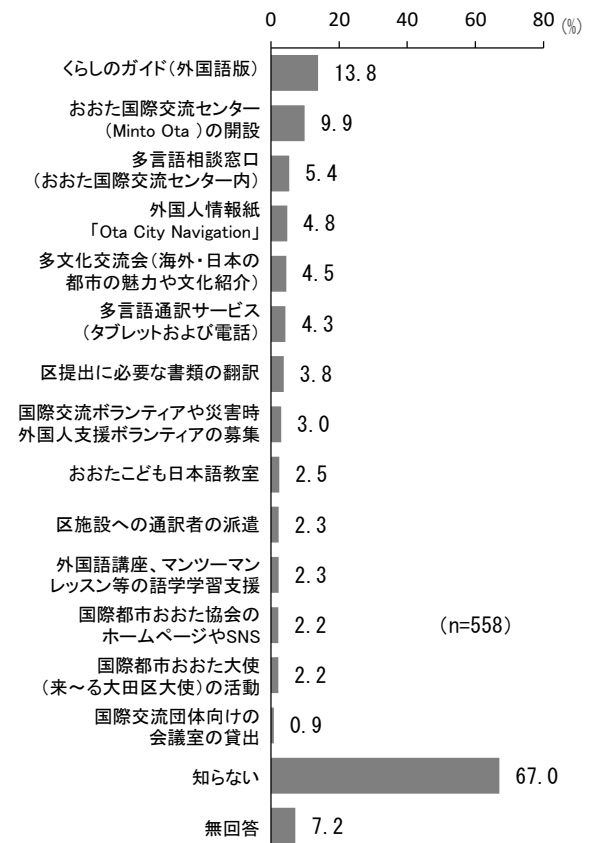 0 20 40 60 80 (%)
くらしのガイド(外国語版) 13.8
おおた国際交流センター
(Minto Ota )の開設 9.9
多言語相談窓口
(おおた国際交流センター内) 5.4
外国人情報紙
「Ota City Navigation」 4.8
多文化交流会(海外・日本の
都市の魅力や文化紹介) 4.5
多言語通訳サービス
(タブレットおよび電話) 4.3
区提出に必要な書類の翻訳 3.8
国際交流ボランティアや災害時
外国人支援ボランティアの募集 3.0
おおたこども日本語教室 2.5
区施設への通訳者の派遣 2.3
外国語講座、マンツーマン
レッスン等の語学学習支援 2.3
国際都市おおた協会の
ホームページやSNS 2.2
(n=558)
国際都市おおた大使
(来~る大田区大使)の活動 2.2
国際交流団体向けの
会議室の貸出 0.9
知らない 67.0
無回答 7.2